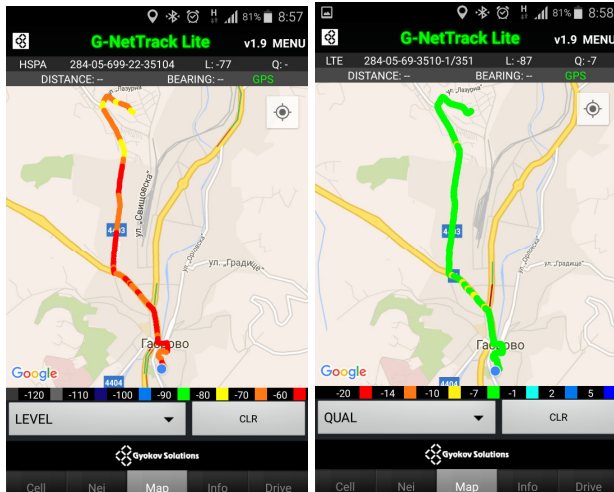 81% 8:57
G-NetTrack Lite v1.9 MENU
HSPA 284-05-699-22-35104 L: -77 Q: -
DISTANCE: -- BEARING: -- GPS
ул. „Лазурна"
ул. „Свищовска"
4403
ул. „Орловска"
ул. „Градище"
Габрово
Google
4404
-120 -110 -100 -90 -80 -70 -60
LEVEL CLR
Gyokov Solutions
Cell Nei Map Info Drive
81% 8:58
G-NetTrack Lite v1.9 MENU
LTE 284-05-69-3510-1/351 L: -87 Q: -7
DISTANCE: -- BEARING: -- GPS
ул. „Лазурна"
ул. „Орловска"
ул. „Градище"
Габрово
Google
4404
-20 -14 -10 -7 -1 2 5
QUAL CLR
Gyokov Solutions
Cell Nei Map Info Drive